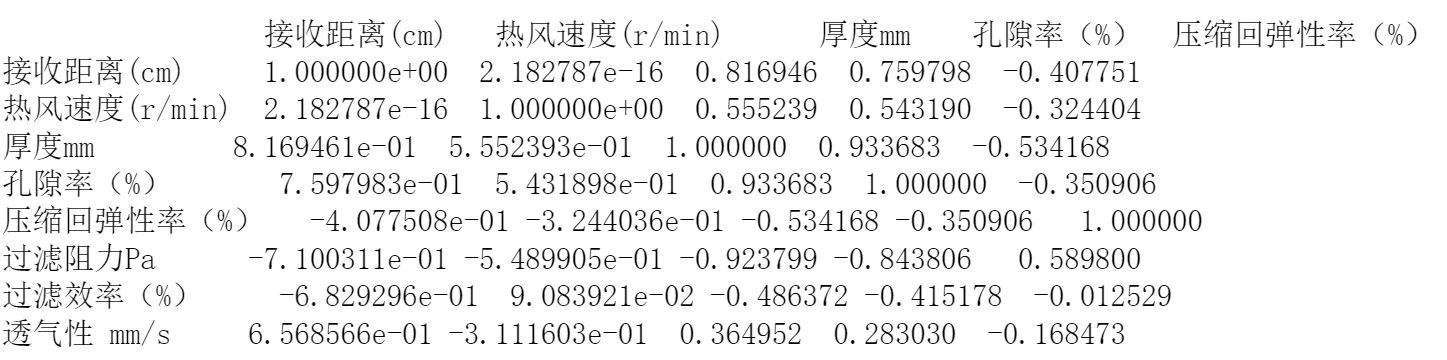 接收距离(cm) 热风速度(r/min) 厚度mm 孔隙率（%） 压缩回弹性率（%）
接收距离(cm) 1.000000e+00 2.182787e-16 0.816946 0.759798 -0.407751
热风速度(r/min) 2.182787e-16 1.000000e+00 0.555239 0.543190 -0.324404
厚度mm 8.169461e-01 5.552393e-01 1.000000 0.933683 -0.534168
孔隙率（%） 7.597983e-01 5.431898e-01 0.933683 1.000000 -0.350906
压缩回弹性率（%） -4.077508e-01 -3.244036e-01 -0.534168 -0.350906 1.000000
过滤阻力Pa -7.100311e-01 -5.489905e-01 -0.923799 -0.843806 0.589800
过滤效率（%） -6.829296e-01 9.083921e-02 -0.486372 -0.415178 -0.012529
透气性 mm/s 6.568566e-01 -3.111603e-01 0.364952 0.283030 -0.168473